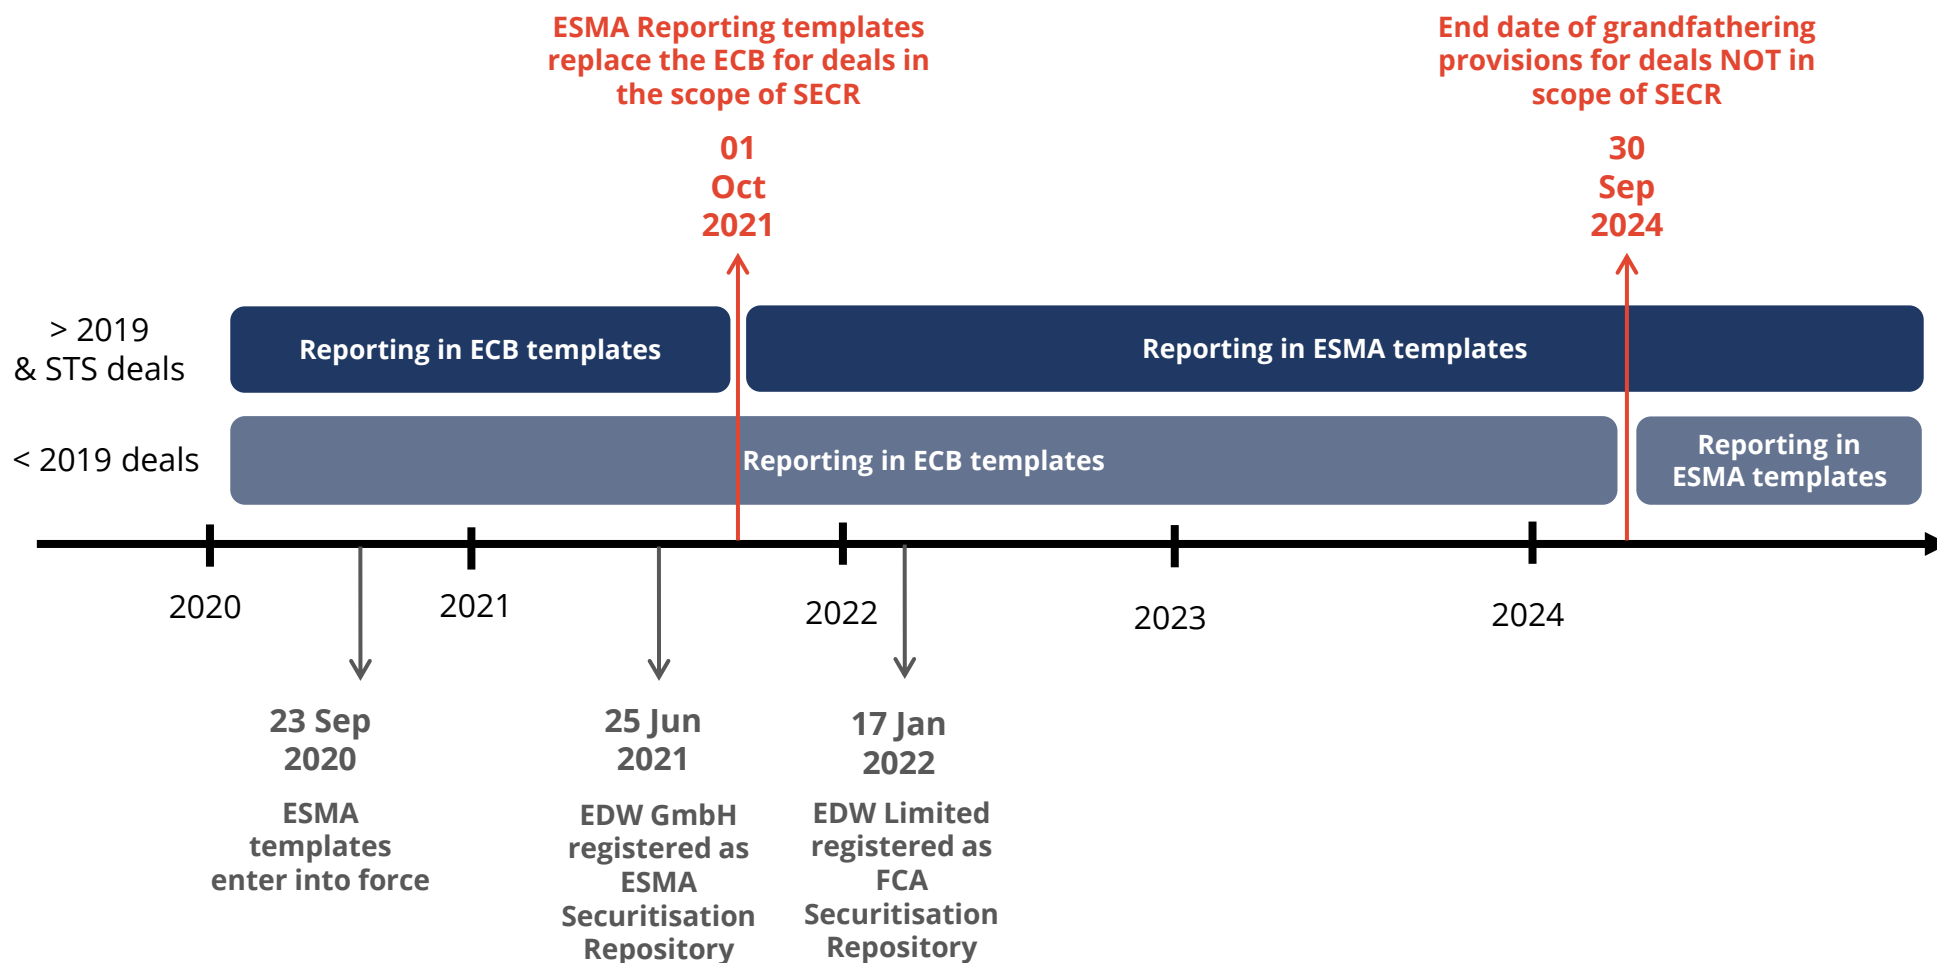 ESMA Reporting templates
replace the ECB for deals in
the scope of SECR
01
Oct
2021
End date of grandfathering
provisions for deals NOT in
scope of SECR
30
Sep
2024
> 2019
& STS deals
Reporting in ECB templates
Reporting in ESMA templates
< 2019 deals
Reporting in ECB templates
Reporting in
ESMA templates
2020
2021
2022
2023
2024
23 Sep
2020
ESMA
templates
enter into force
25 Jun
2021
EDW GmbH
registered as
ESMA
Securitisation
Repository
17 Jan
2022
EDW Limited
registered as
FCA
Securitisation
Repository